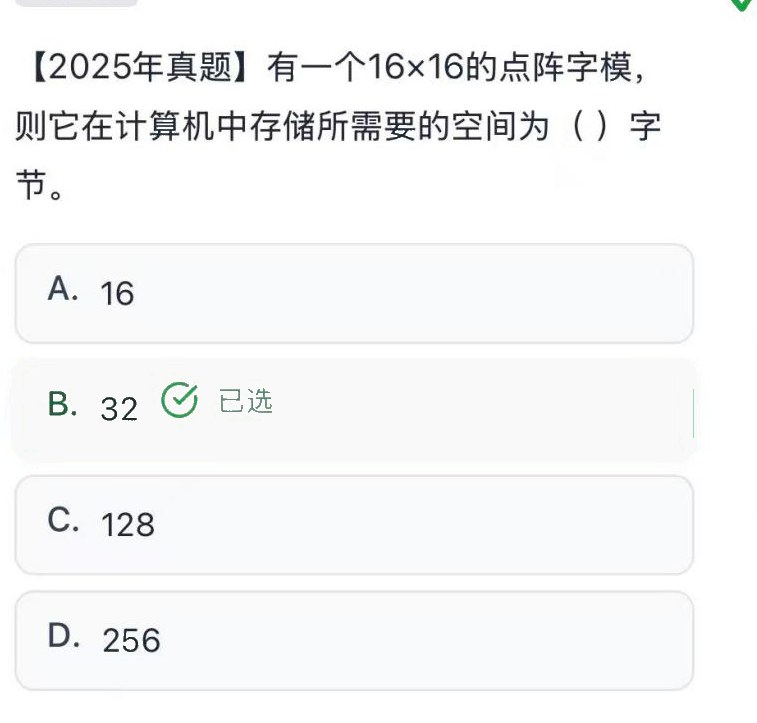 【2025年真题】有一个16×16的点阵字模，
则它在计算机中存储所需要的空间为（ ）字
节。
A. 16
B. 32 已选
C. 128
D. 256